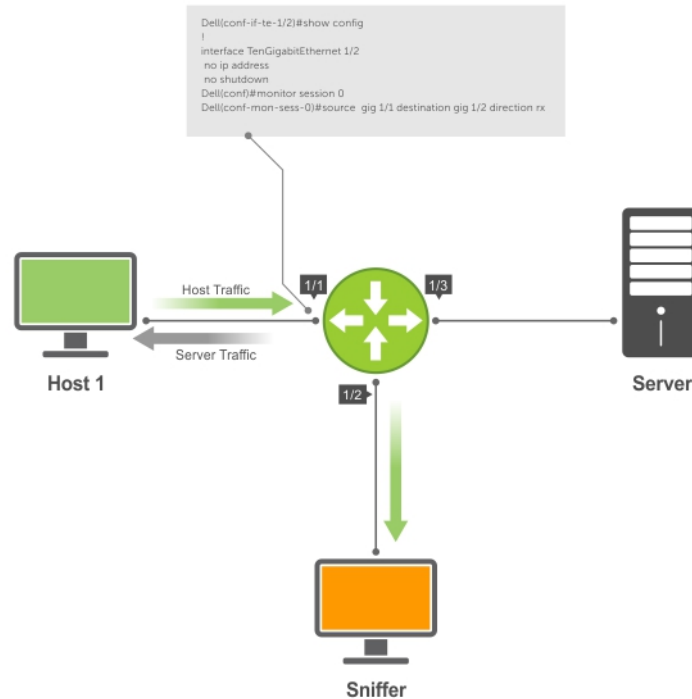 Dell(conf-if-te-1/2)#show config
!
interface TenGigabitEthernet 1/2
no ip address
no shutdown
Dell(conf)#monitor session 0
Dell(conf-mon-sess-0)#source gig 1/1 destination gig 1/2 direction rx
Host Traffic
1/1
1/3
Server Traffic
Host 1
Server
1/2
Sniffer